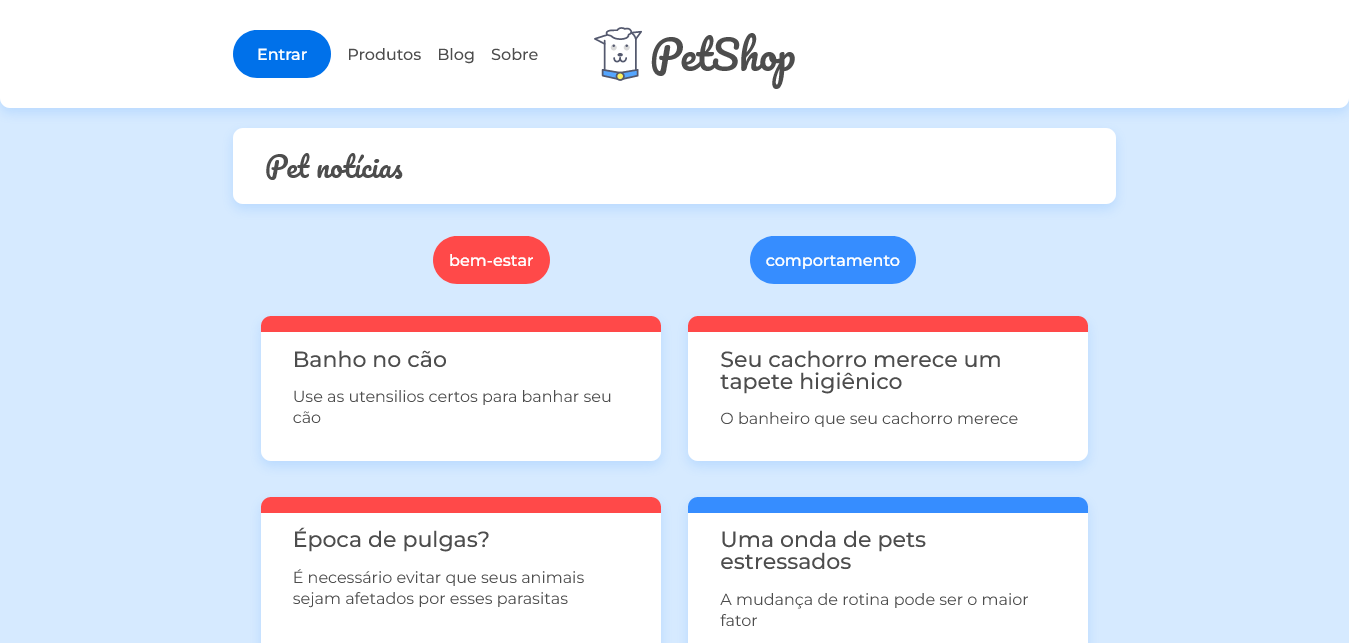 Entrar
Produtos
Blog
Sobre
PetShop
Pet notícias
bem-estar
comportamento
Banho no cão
Use as utensilios certos para banhar seu
cão
Seu cachorro merece um
tapete higiênico
O banheiro que seu cachorro merece
Época de pulgas?
É necessário evitar que seus animais
sejam afetados por esses parasitas
Uma onda de pets
estressados
A mudança de rotina pode ser o maior
fator